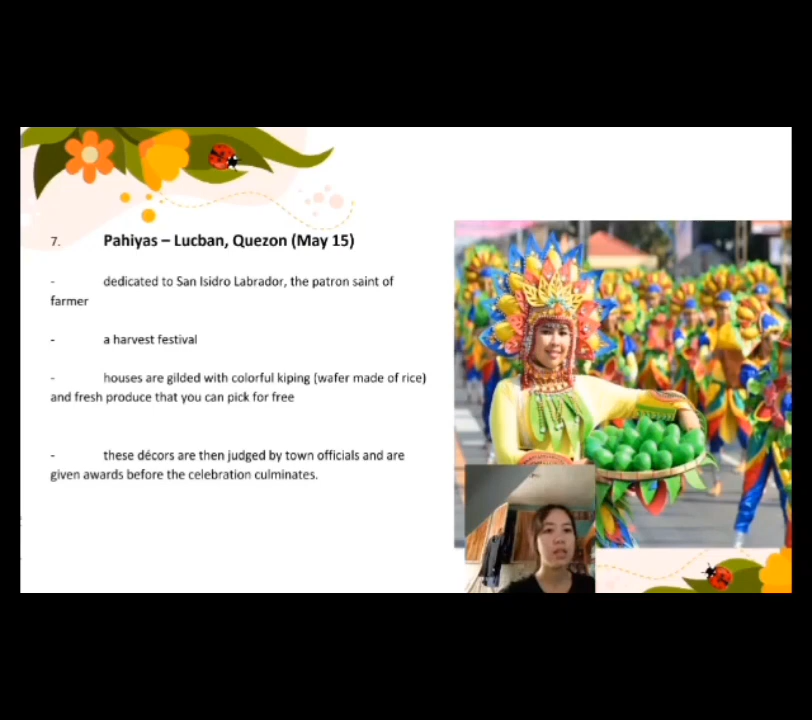 7. Pahiyas – Lucban, Quezon (May 15)
- dedicated to San Isidro Labrador, the patron saint of
farmer
- a harvest festival
- houses are gilded with colorful kiping (wafer made of rice)
and fresh produce that you can pick for free
- these décors are then judged by town officials and are
given awards before the celebration culminates.